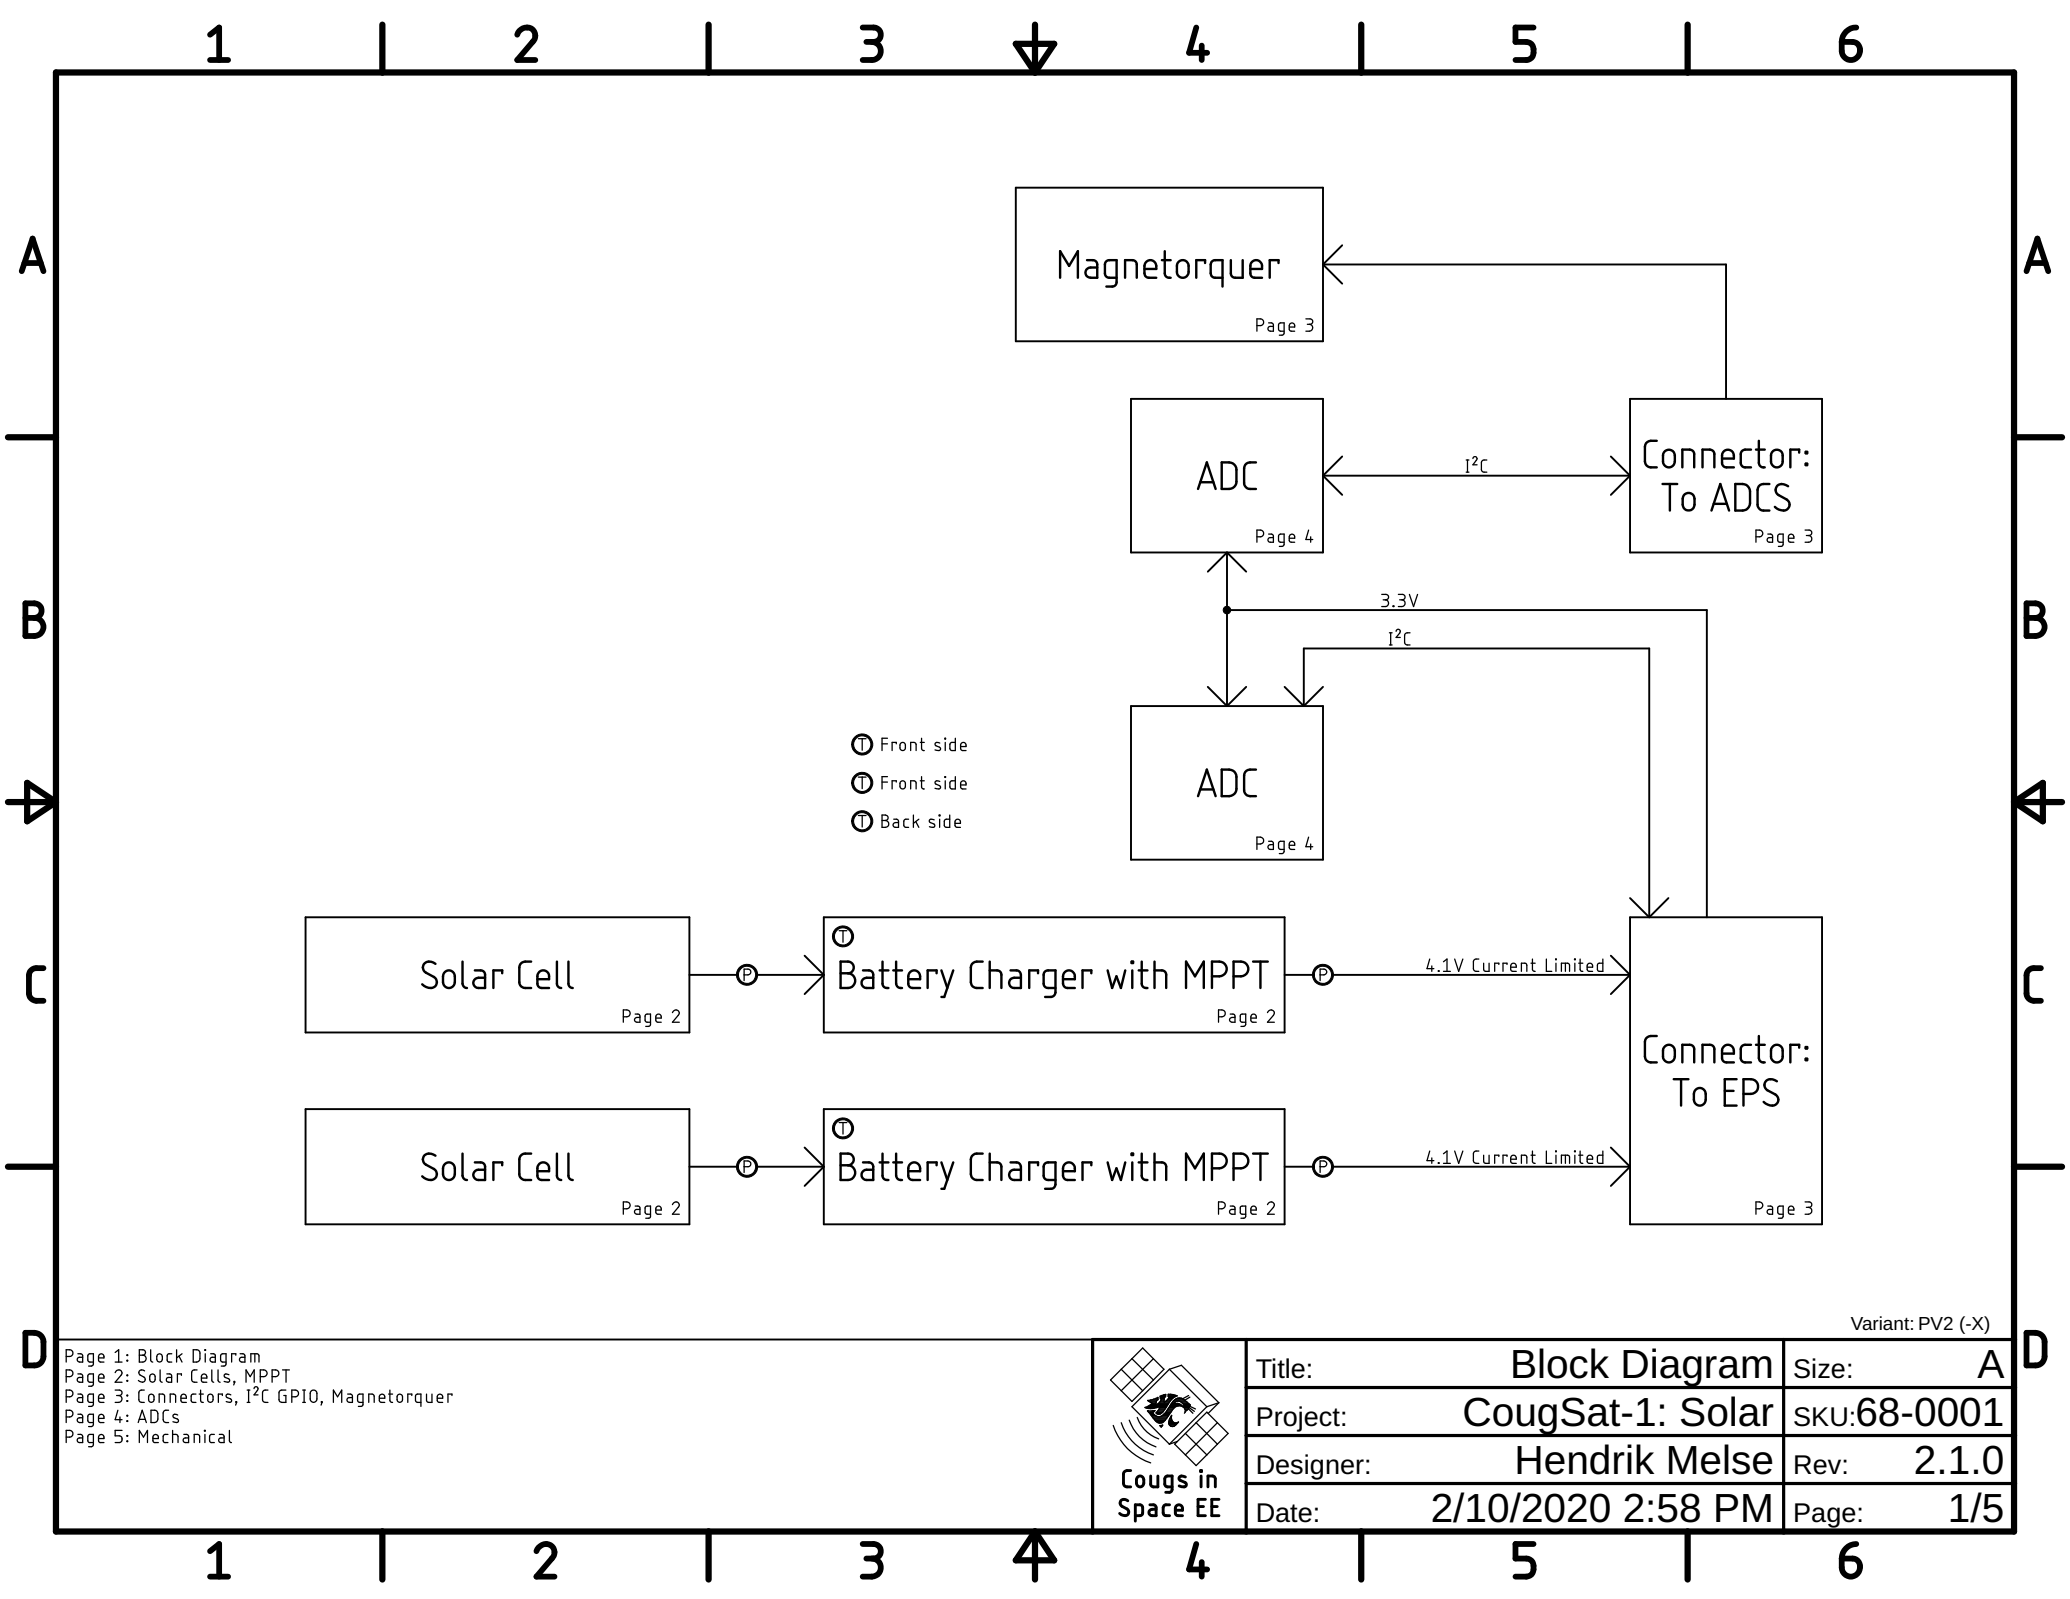 1 2 3 4 5 6
A A
Magnetorquer
Page 3
ADC
Page 4
I²C
Connector:
To ADCS
Page 3
B B
3.3V
I²C
T Front side
T Front side
T Back side
ADC
Page 4
C C
Solar Cell
Page 2
P
T
Battery Charger with MPPT
Page 2
P
4.1V Current Limited
Solar Cell
Page 2
P
T
Battery Charger with MPPT
Page 2
P
4.1V Current Limited
Connector:
To EPS
Page 3
Variant: PV2 (-X)
D D
Page 1: Block Diagram
Page 2: Solar Cells, MPPT
Page 3: Connectors, I²C GPIO, Magnetorquer
Page 4: ADCs
Page 5: Mechanical
Cougs in
Space EE
Title: Block Diagram Size: A
Project: CougSat-1: Solar SKU: 68-0001
Designer: Hendrik Melse Rev: 2.1.0
Date: 2/10/2020 2:58 PM Page: 1/5
1 2 3 4 5 6